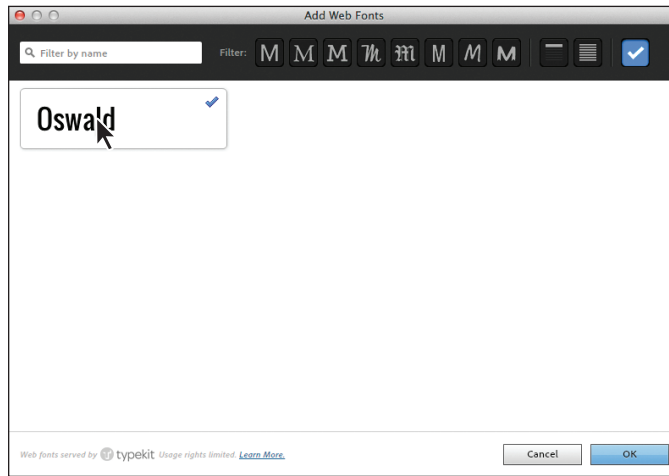 Add Web Fonts
Filter by name Filter: M M M M M M M M
Oswald
Web fonts served by typekit Usage rights limited. Learn More. Cancel OK